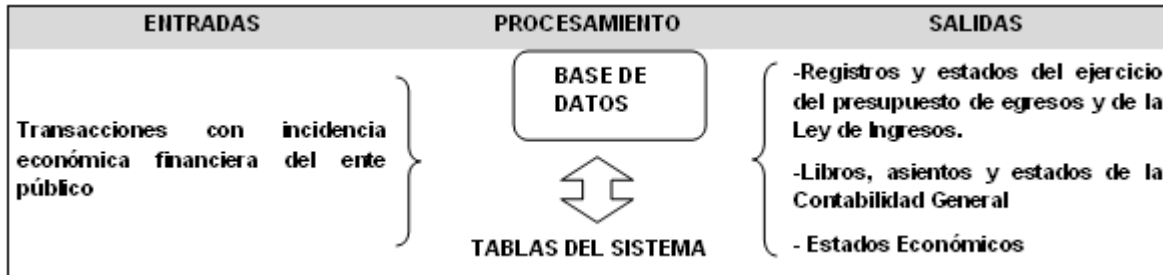 ENTRADAS
PROCESAMIENTO
SALIDAS
Transacciones con incidencia
económica financiera del ente
público
BASE DE
DATOS
TABLAS DEL SISTEMA
-Registros y estados del ejercicio
del presupuesto de egresos y de la
Ley de Ingresos.
-Libros, asientos y estados de la
Contabilidad General
- Estados Económicos